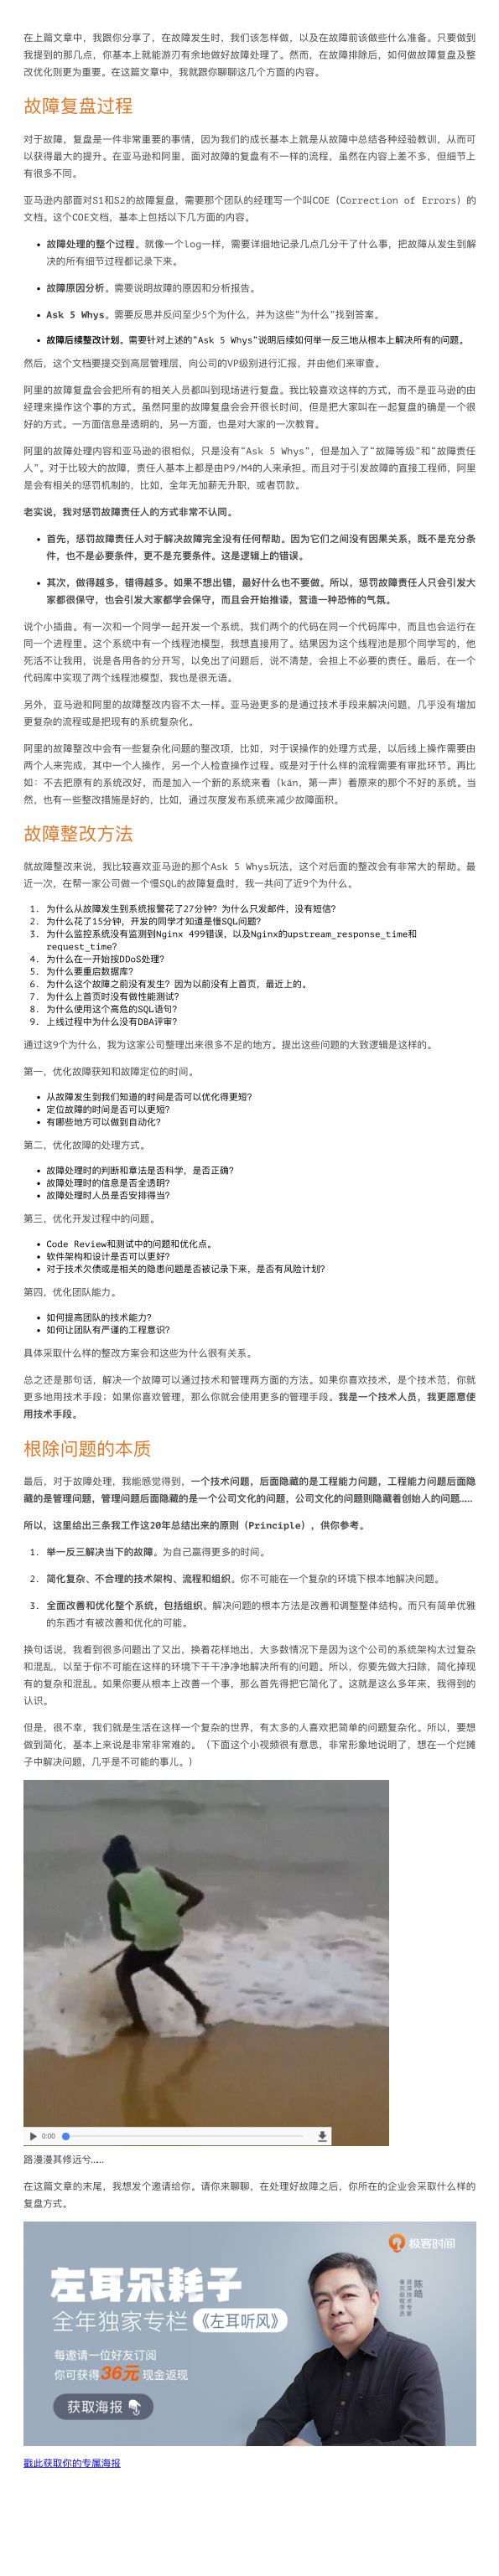 在上篇文章中，我跟你分享了，在故障发生时，我们该怎样做，以及在故障前该做些什么准备。只要做到
我提到的那几点，你基本上就能游刃有余地做好故障处理了。然而，在故障排除后，如何做故障复盘及整
改优化则更为重要。在这篇文章中，我就跟你聊聊这几个方面的内容。
故障复盘过程
对于故障，复盘是一件非常重要的事情，因为我们的成长基本上就是从故障中总结各种经验教训，从而可
以获得最大的提升。在亚马逊和阿里，面对故障的复盘有不一样的流程，虽然在内容上差不多，但细节上
有很多不同。
亚马逊内部面对S1和S2的故障复盘，需要那个团队的经理写一个叫COE（Correction of Errors）的
文档。这个COE文档，基本上包括以下几方面的内容。
• 故障处理的整个过程。就像一个log一样，需要详细地记录几点几分干了什么事，把故障从发生到解
决的所有细节过程都记录下来。
• 故障原因分析。需要说明故障的原因和分析报告。
• Ask 5 Whys。需要反思并反问至少5个为什么，并为这些“为什么”找到答案。
• 故障后续整改计划。需要针对上述的“Ask 5 Whys”说明后续如何举一反三地从根本上解决所有的问题。
然后，这个文档要提交到高层管理层，向公司的VP级别进行汇报，并由他们来审查。
阿里的故障复盘会会把所有的相关人员都叫到现场进行复盘。我比较喜欢这样的方式，而不是亚马逊的由
经理来操作这个事的方式。虽然阿里的故障复盘会会开很长时间，但是把大家叫在一起复盘的确是一个很
好的方式。一方面信息是透明的，另一方面，也是对大家的一次教育。
阿里的故障处理内容和亚马逊的很相似，只是没有“Ask 5 Whys”，但是加入了“故障等级”和“故障责任
人”。对于比较大的故障，责任人基本上都是由P9/M4的人来承担。而且对于引发故障的直接工程师，阿里
是会有相关的惩罚机制的，比如，全年无加薪无升职，或者罚款。
老实说，我对惩罚故障责任人的方式非常不认同。
• 首先，惩罚故障责任人对于解决故障完全没有任何帮助。因为它们之间没有因果关系，既不是充分条
件，也不是必要条件，更不是充要条件。这是逻辑上的错误。
• 其次，做得越多，错得越多。如果不想出错，最好什么也不要做。所以，惩罚故障责任人只会引发大
家都很保守，也会引发大家都学会保守，而且会开始推诿，营造一种恐怖的气氛。
说个小插曲。有一次和一个同学一起开发一个系统，我们两个的代码在同一个代码库中，而且也会运行在
同一个进程里。这个系统中有一个线程池模型，我想直接用了。结果因为这个线程池是那个同学写的，他
死活不让我用，说是各用各的分开写，以免出了问题后，说不清楚，会担上不必要的责任。最后，在一个
代码库中实现了两个线程池模型，我也是很无语。
另外，亚马逊和阿里的故障整改内容不太一样。亚马逊更多的是通过技术手段来解决问题，几乎没有增加
更复杂的流程或是把现有的系统复杂化。
阿里的故障整改中会有一些复杂化问题的整改项，比如，对于误操作的处理方式是，以后线上操作需要由
两个人来完成，其中一个人操作，另一个人检查操作过程。或是对于什么样的流程需要有审批环节。再比
如：不去把原有的系统改好，而是加入一个新的系统来看（kān，第一声）着原来的那个不好的系统。当
然，也有一些整改措施是好的，比如，通过灰度发布系统来减少故障面积。
故障整改方法
就故障整改来说，我比较喜欢亚马逊的那个Ask 5 Whys玩法，这个对后面的整改会有非常大的帮助。最
近一次，在帮一家公司做一个慢SQL的故障复盘时，我一共问了近9个为什么。
1. 为什么从故障发生到系统报警花了27分钟？为什么只发邮件，没有短信？
2. 为什么花了15分钟，开发的同学才知道是慢SQL问题？
3. 为什么监控系统没有监测到Nginx 499错误，以及Nginx的upstream_response_time和
request_time？
4. 为什么在一开始按DDoS处理？
5. 为什么要重启数据库？
6. 为什么这个故障之前没有发生？因为以前没有上首页，最近上的。
7. 为什么上首页时没有做性能测试？
8. 为什么使用这个高危的SQL语句？
9. 上线过程中为什么没有DBA评审？
通过这9个为什么，我为这家公司整理出来很多不足的地方。提出这些问题的大致逻辑是这样的。
第一，优化故障获知和故障定位的时间。
• 从故障发生到我们知道的时间是否可以优化得更短？
• 定位故障的时间是否可以更短？
• 有哪些地方可以做到自动化？
第二，优化故障的处理方式。
• 故障处理时的判断和章法是否科学，是否正确？
• 故障处理时的信息是否全透明？
• 故障处理时人员是否安排得当？
第三，优化开发过程中的问题。
• Code Review和测试中的问题和优化点。
• 软件架构和设计是否可以更好？
• 对于技术欠债或是相关的隐患问题是否被记录下来，是否有风险计划？
第四，优化团队能力。
• 如何提高团队的技术能力？
• 如何让团队有严谨的工程意识？
具体采取什么样的整改方案会和这些为什么很有关系。
总之还是那句话，解决一个故障可以通过技术和管理两方面的方法。如果你喜欢技术，是个技术范，你就
更多地用技术手段；如果你喜欢管理，那么你就会使用更多的管理手段。我是一个技术人员，我更愿意使
用技术手段。
根除问题的本质
最后，对于故障处理，我能感觉得到，一个技术问题，后面隐藏的是工程能力问题，工程能力问题后面隐
藏的是管理问题，管理问题后面隐藏的是一个公司文化的问题，公司文化的问题则隐藏着创始人的问题……
所以，这里给出三条我工作这20年总结出来的原则（Principle），供你参考。
1. 举一反三解决当下的故障。为自己赢得更多的时间。
2. 简化复杂、不合理的技术架构、流程和组织。你不可能在一个复杂的环境下根本地解决问题。
3. 全面改善和优化整个系统，包括组织。解决问题的根本方法是改善和调整整体结构。而只有简单优雅
的东西才有被改善和优化的可能。
换句话说，我看到很多问题出了又出，换着花样地出，大多数情况下是因为这个公司的系统架构太过复杂
和混乱，以至于你不可能在这样的环境下干干净净地解决所有的问题。所以，你要先做大扫除，简化掉现
有的复杂和混乱。如果你要从根本上改善一个事，那么首先得把它简化了。这就是这么多年来，我得到的
认识。
但是，很不幸，我们就是生活在这样一个复杂的世界，有太多的人喜欢把简单的问题复杂化。所以，要想
做到简化，基本上来说是非常非常难的。（下面这个小视频很有意思，非常形象地说明了，想在一个烂摊
子中解决问题，几乎是不可能的事儿。）
0:00
路漫漫其修远兮……
在这篇文章的末尾，我想发个邀请给你。请你来聊聊，在处理好故障之后，你所在的企业会采取什么样的
复盘方式。
极客时间
左耳朵耗子
全年独家专栏《左耳听风》
陈皓
资深技术专家
每邀请一位好友订阅
你可获得36元 现金返现
获取海报
戳此获取你的专属海报